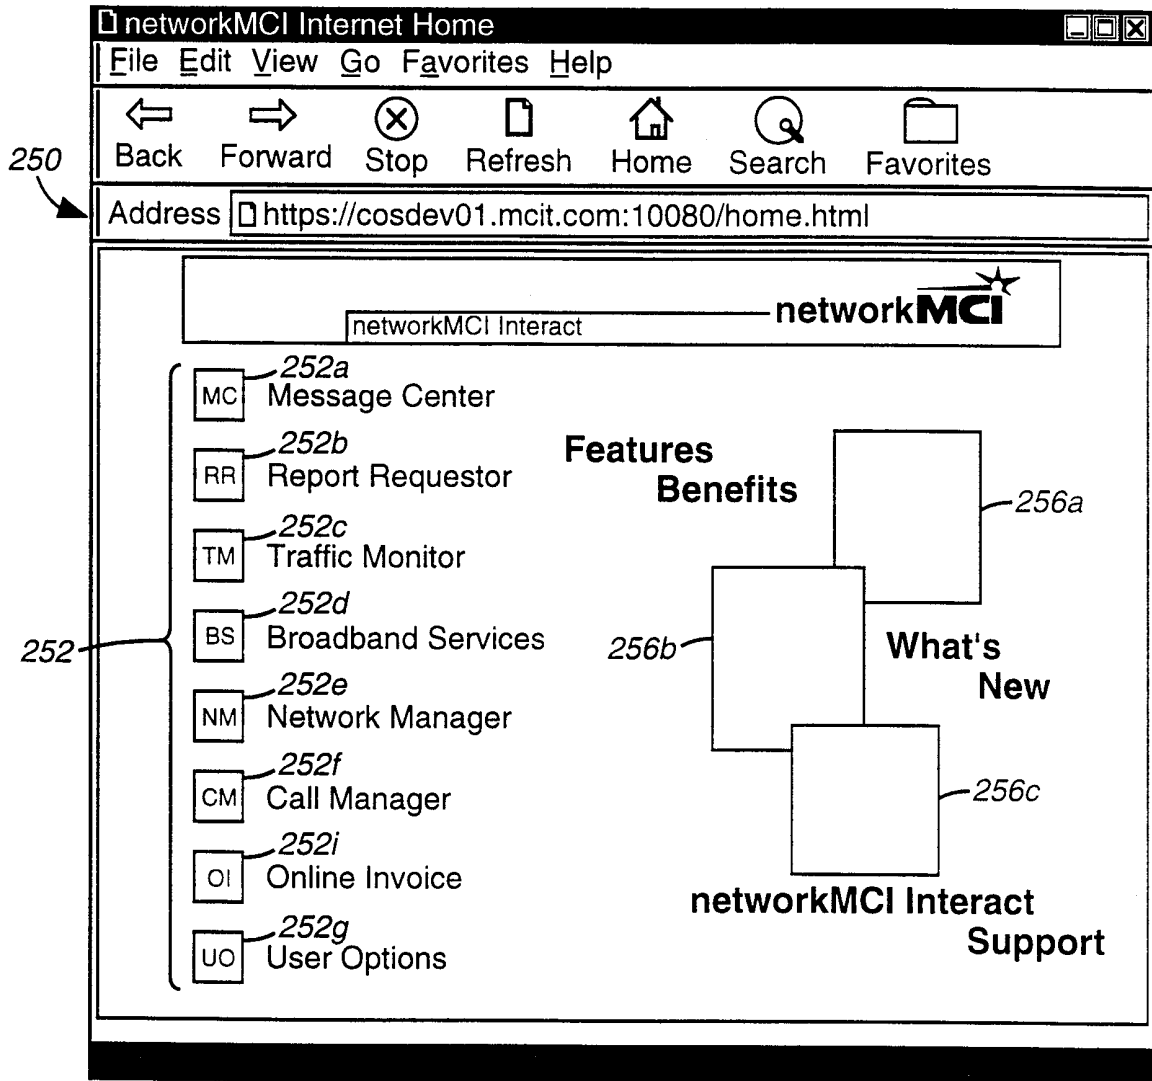 networkMCI Internet Home
File Edit View Go Favorites Help
Back Forward Stop Refresh Home Search Favorites
250
Address https://cosdev01.mcit.com:10080/home.html
networkMCI
networkMCI Interact
252a
MC Message Center
252b
RR Report Requestor
Features
Benefits
256a
252c
TM Traffic Monitor
252d
BS Broadband Services
252
256b
What's
New
252e
NM Network Manager
252f
CM Call Manager
256c
252i
OI Online Invoice
networkMCI Interact
Support
252g
UO User Options